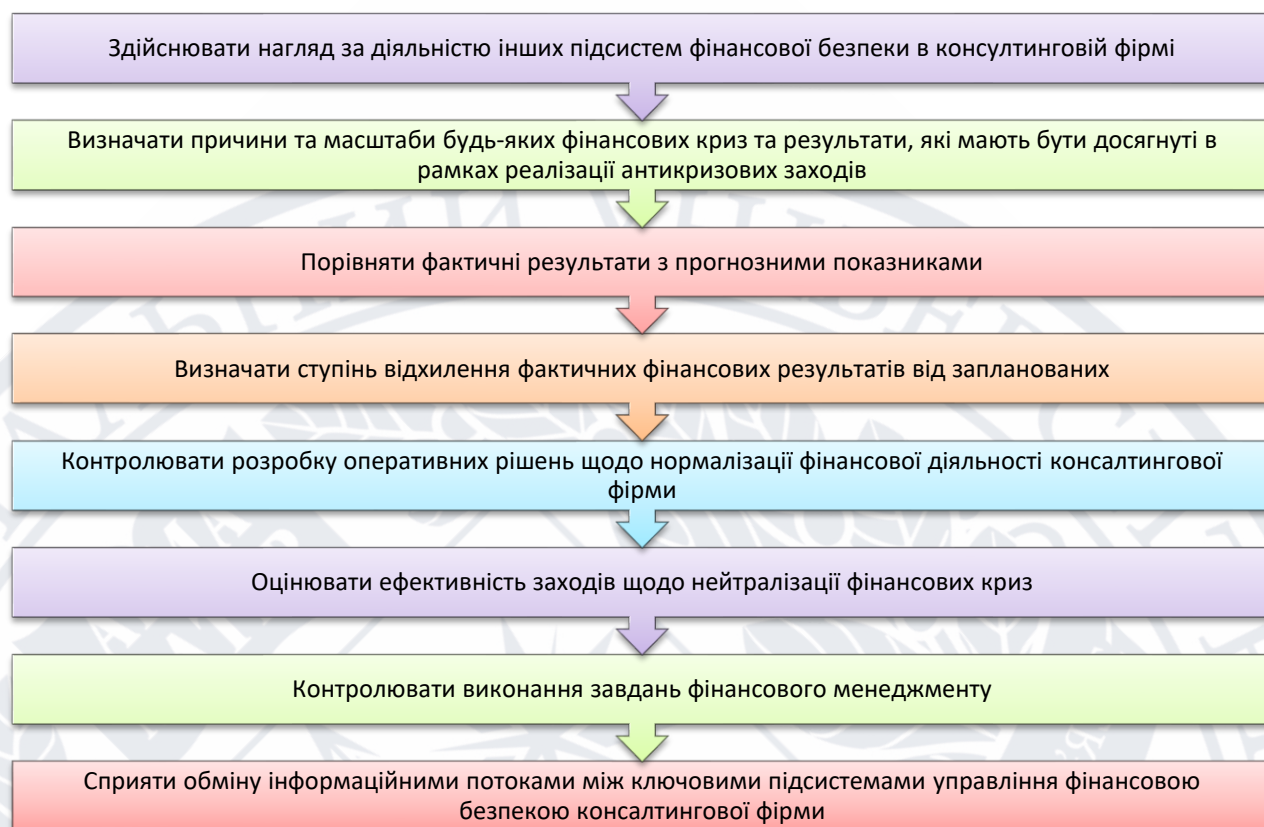 Здійснювати нагляд за діяльністю інших підсистем фінансової безпеки в консултинговій фірмі
Визначати причини та масштаби будь-яких фінансових криз та результати, які мають бути досягнуті в
рамках реалізації антикризових заходів
Порівняти фактичні результати з прогнозними показниками
Визначати ступінь відхилення фактичних фінансових результатів від запланованих
Контролювати розробку оперативних рішень щодо нормалізації фінансової діяльності консалтингової
фірми
Оцінювати ефективність заходів щодо нейтралізації фінансових криз
Контролювати виконання завдань фінансового менеджменту
Сприяти обміну інформаційними потоками між ключовими підсистемами управління фінансовою
безпекою консалтингової фірми